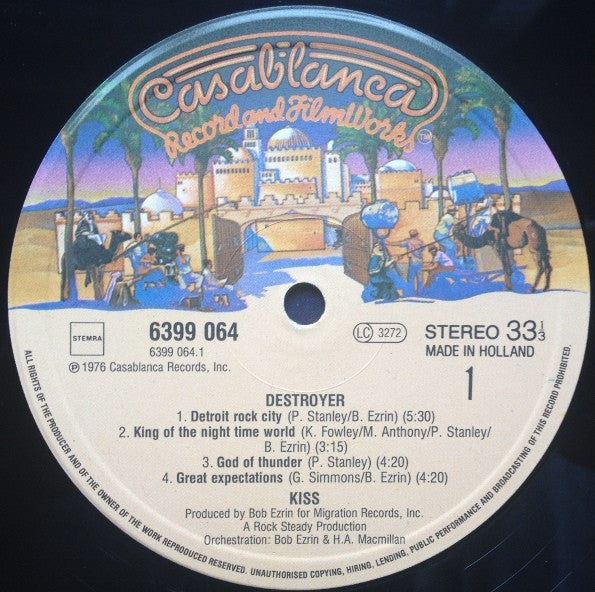 Casablanca
Record and FilmWorks™
STEMRA
6399 064
6399 064.1
℗ 1976 Casablanca Records, Inc.
LC 3272
STEREO 33 1/3
MADE IN HOLLAND
1
DESTROYER
1. Detroit rock city (P. Stanley/B. Ezrin) (5:30)
2. King of the night time world (K. Fowley/M. Anthony/P. Stanley/
B. Ezrin) (3:15)
3. God of thunder (P. Stanley) (4:20)
4. Great expectations (G. Simmons/B. Ezrin) (4:20)
KISS
Produced by Bob Ezrin for Migration Records, Inc.
A Rock Steady Production
Orchestration: Bob Ezrin & H.A. Macmillan
ALL RIGHTS OF THE PRODUCER AND OF THE OWNER OF THE WORK REPRODUCED RESERVED. UNAUTHORISED COPYING, HIRING, LENDING, PUBLIC PERFORMANCE AND BROADCASTING OF THIS RECORD PROHIBITED.